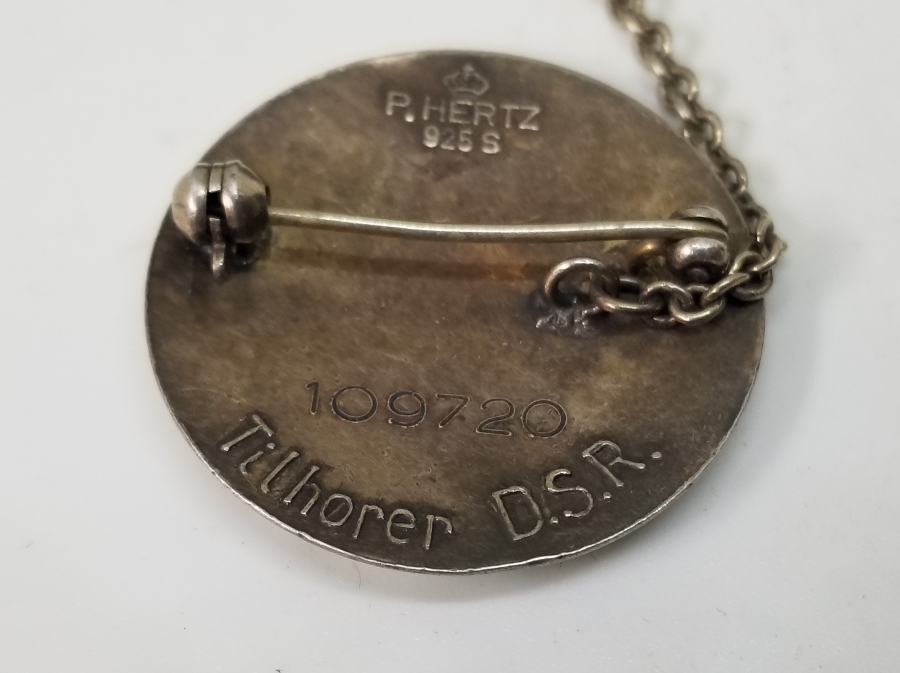 P. HERTZ
925 S
109720
Tilhorer D.S.R.